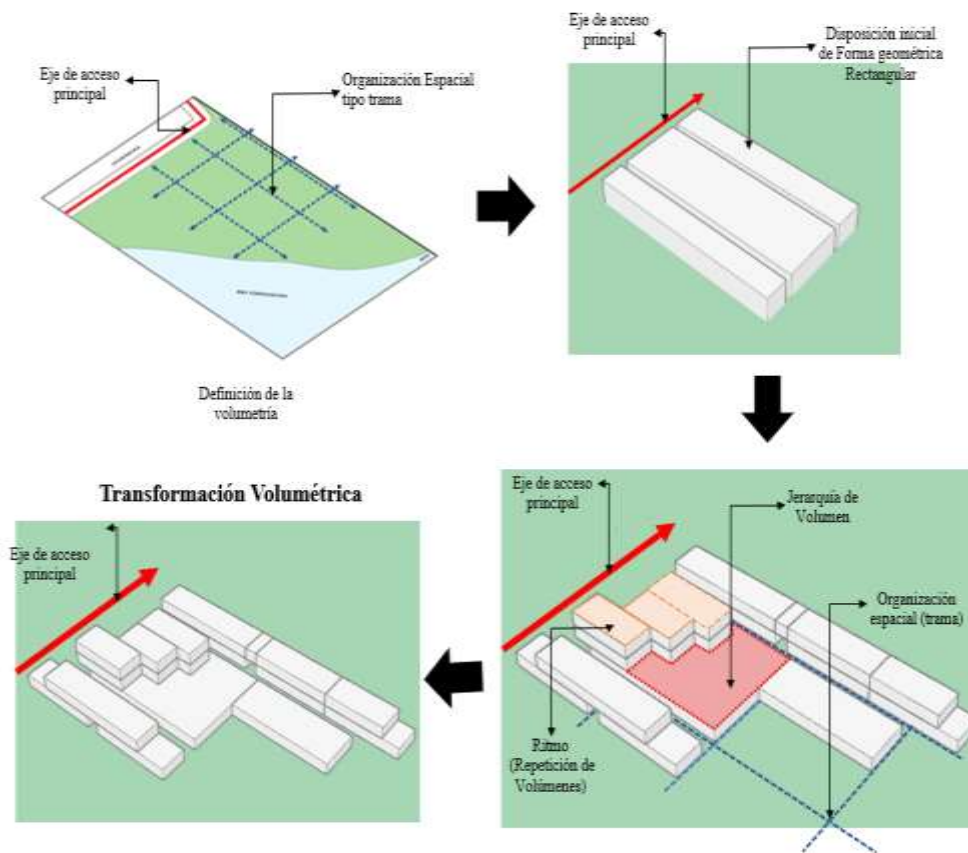 Eje de acceso
principal
Organización Espacial
tipo trama
Definición de la
volumetría
Eje de acceso
principal
Disposición inicial
de Forma geométrica
Rectangular
Eje de acceso
principal
Jerarquía de
Volumen
Organización
espacial (trama)
Ritmo
(Repetición de
Volúmenes)
Transformación Volumétrica
Eje de acceso
principal